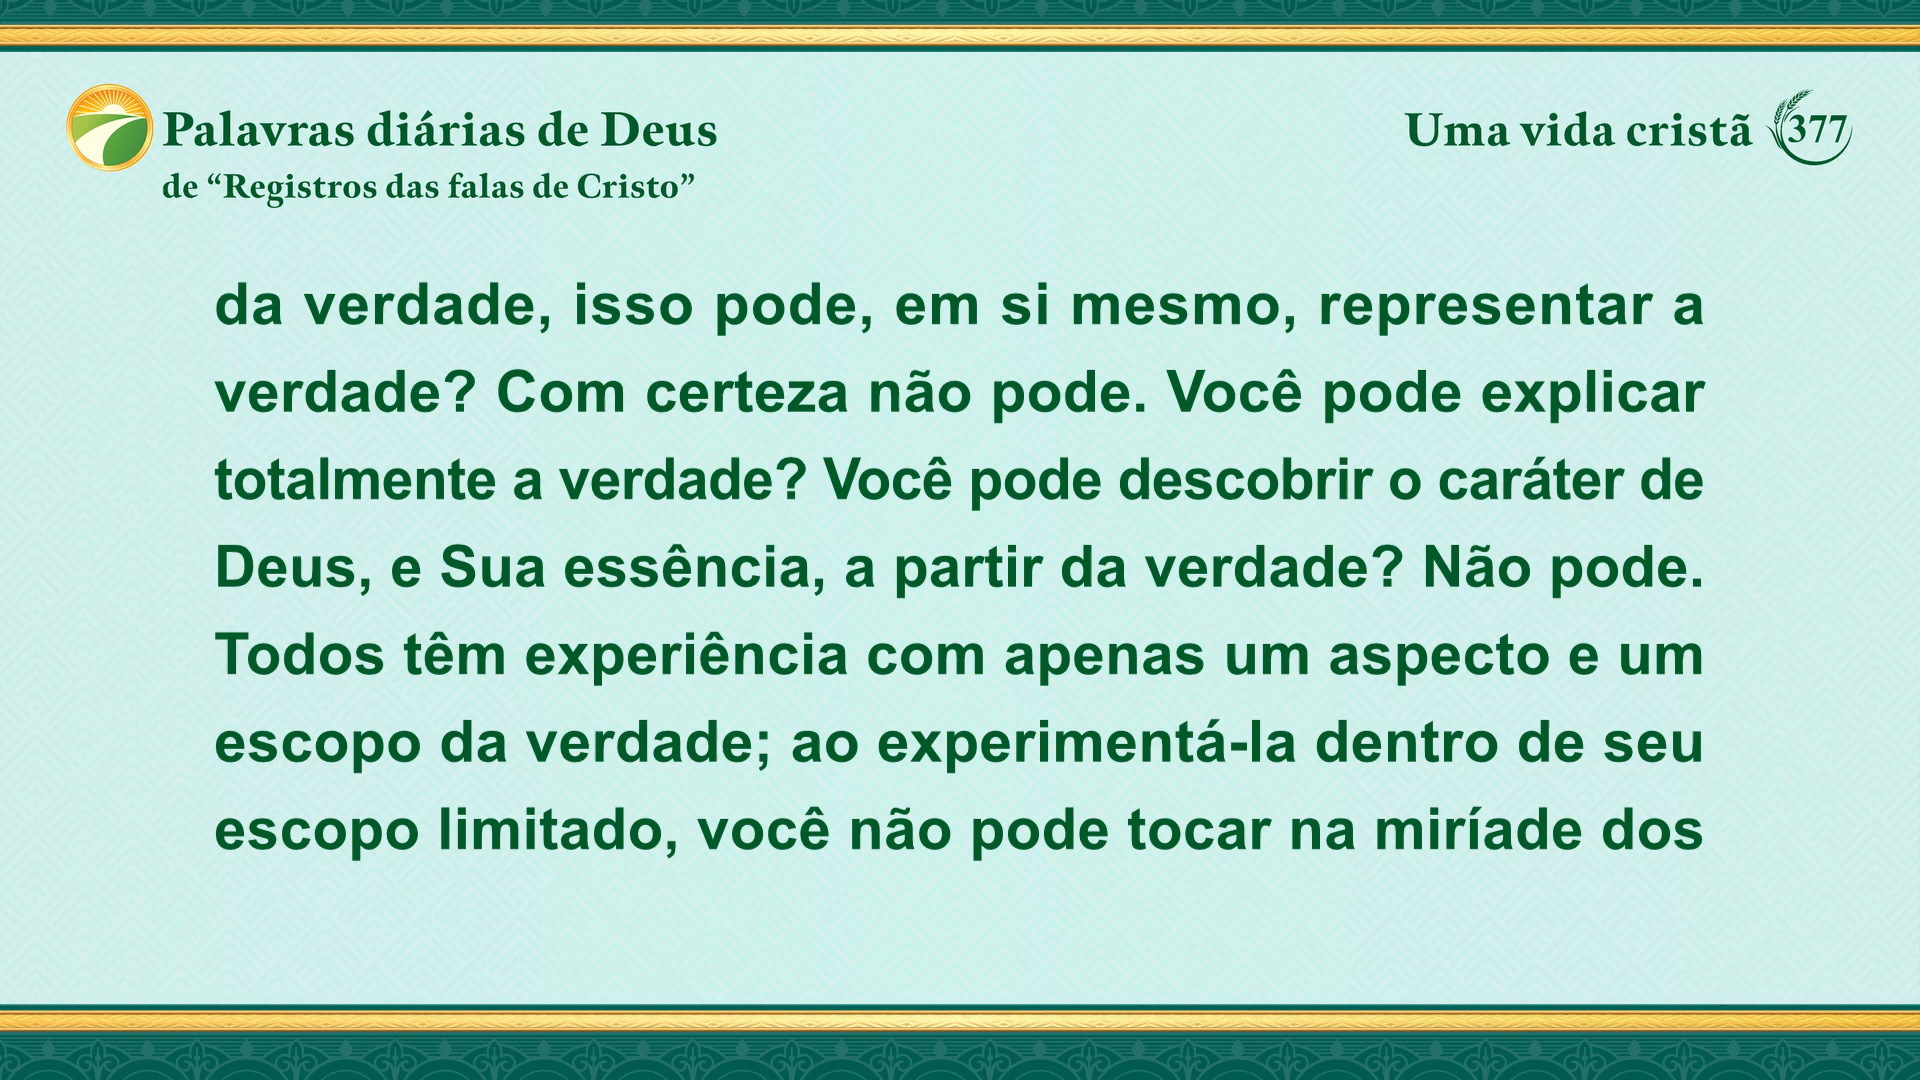 Palavras diárias de Deus
de “Registros das falas de Cristo”
Uma vida cristã 377
da verdade, isso pode, em si mesmo, representar a
verdade? Com certeza não pode. Você pode explicar
totalmente a verdade? Você pode descobrir o caráter de
Deus, e Sua essência, a partir da verdade? Não pode.
Todos têm experiência com apenas um aspecto e um
escopo da verdade; ao experimentá-la dentro de seu
escopo limitado, você não pode tocar na miríade dos